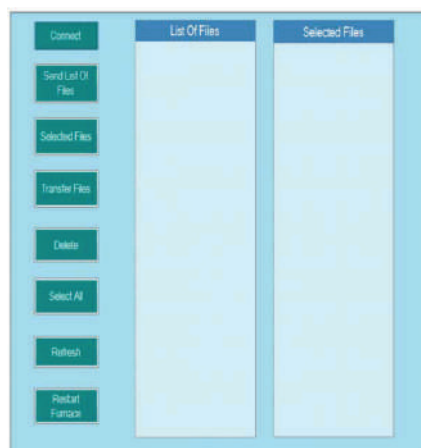 Connect
List Of Files
Selected Files
Send List Of
Files
Selected Files
Transfer Files
Delete
Select All
Refresh
Restart
Furnace